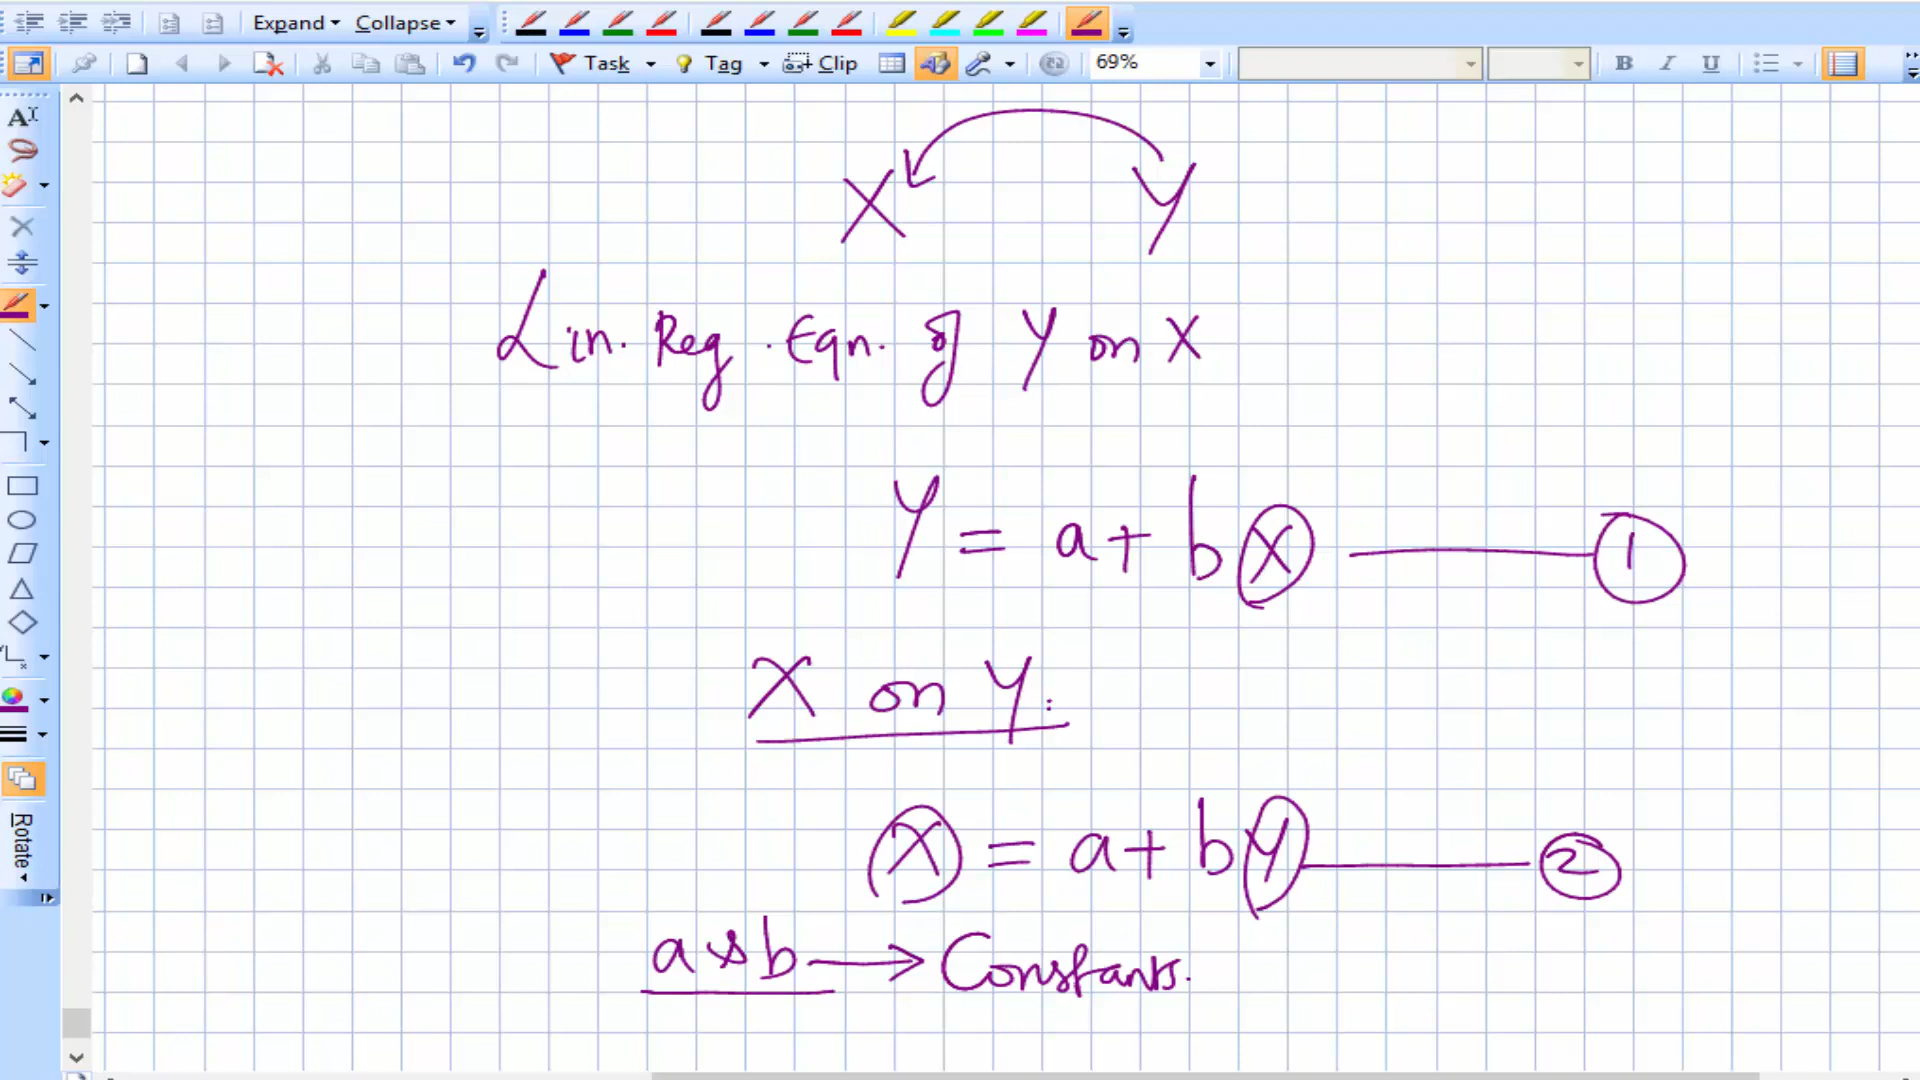 Expand Collapse
Task Tag Clip 69% B I U
A
Rotate
X Y
Lin. Reg. Eqn. of Y on X
Y = a + b X 1
X on Y:
X = a + b Y 2
a & b → Constants.